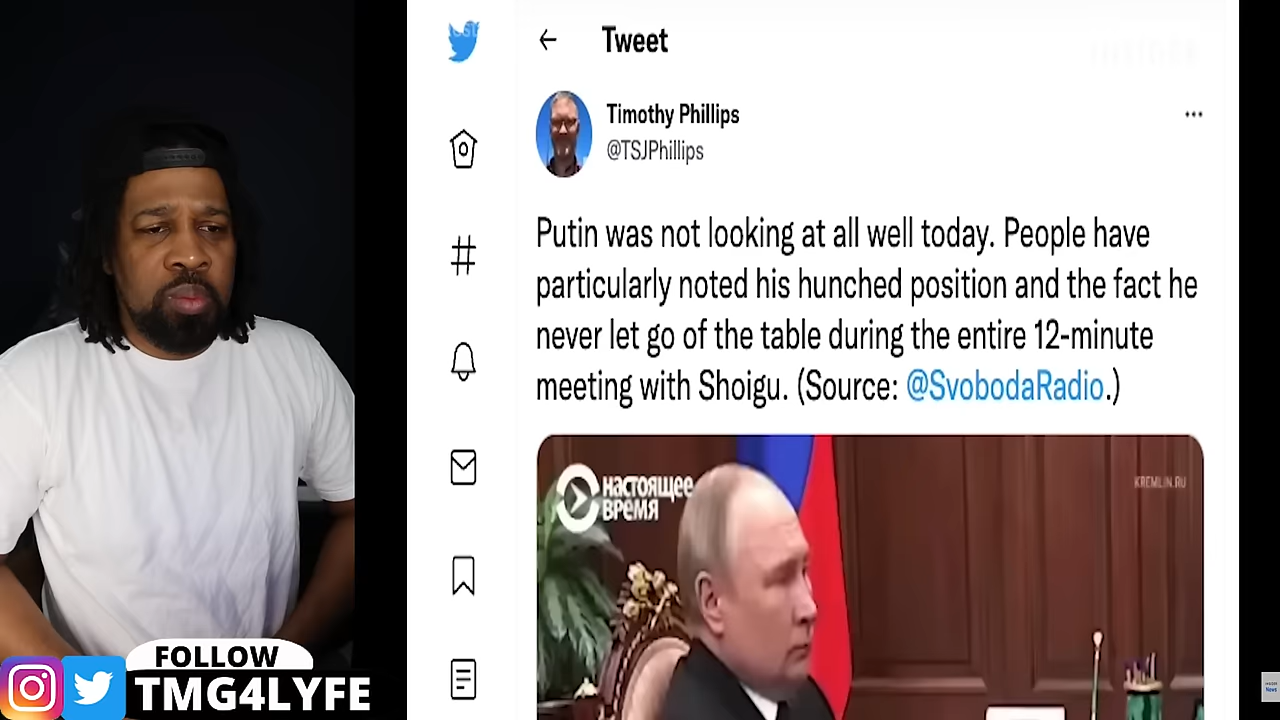 Tweet
Timothy Phillips
@TSJPhillips
Putin was not looking at all well today. People have
particularly noted his hunched position and the fact he
never let go of the table during the entire 12-minute
meeting with Shoigu. (Source: @SvobodaRadio.)
НАСТОЯЩЕЕ
ВРЕМЯ
KREMLIN.RU
FOLLOW
TMG4LYFE
News